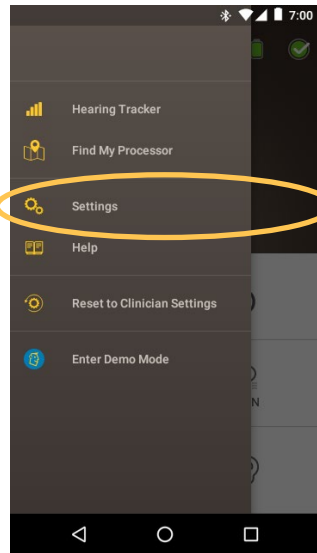 7:00
Hearing Tracker
Find My Processor
Settings
Help
Reset to Clinician Settings
Enter Demo Mode
N